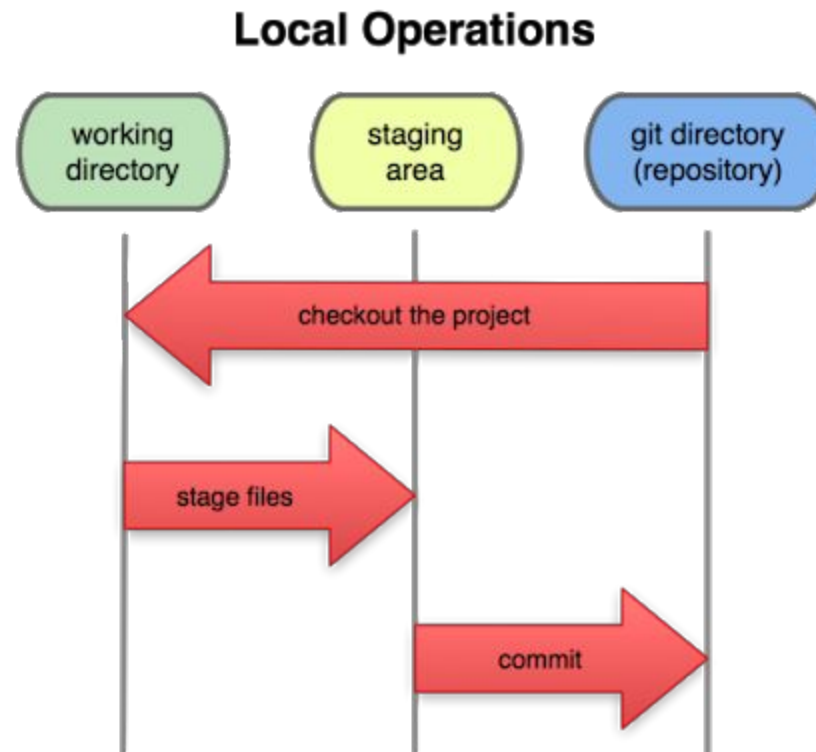 Local Operations
working
directory
staging
area
git directory
(repository)
checkout the project
stage files
commit